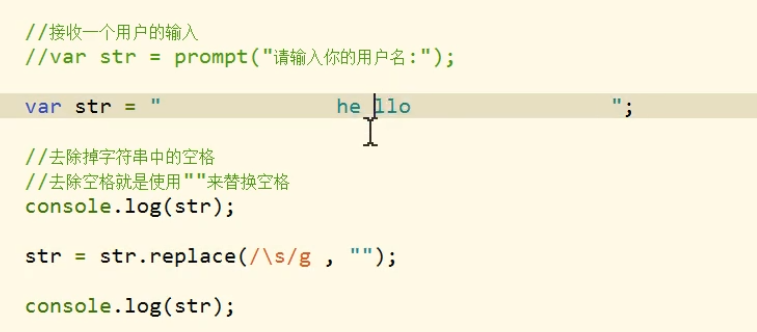 //接收一个用户的输入
//var str = prompt("请输入你的用户名:");
var str = "              he llo                ";
//去除掉字符串中的空格
//去除空格就是使用""来替换空格
console.log(str);
str = str.replace(/\s/g , "");
console.log(str);